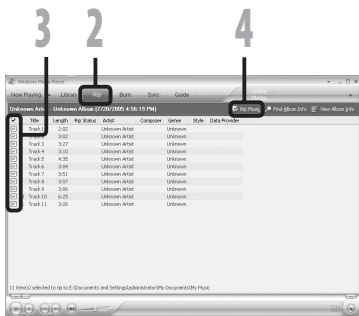 3 2 4
Windows Media Player
Now Playing Library Rip Burn Sync Guide
Unknown Artist - Unknown Album (7/20/2005 4:56:19 PM) Rip Music Find Album Info View Album Info
Title Length Rip Status Artist Composer Genre Style Data Provider
Track 1 2:02 Unknown Artist Unknown
Track 2 3:02 Unknown Artist Unknown
Track 3 3:27 Unknown Artist Unknown
Track 4 3:10 Unknown Artist Unknown
Track 5 4:35 Unknown Artist Unknown
Track 6 3:04 Unknown Artist Unknown
Track 7 3:51 Unknown Artist Unknown
Track 8 3:07 Unknown Artist Unknown
Track 9 3:06 Unknown Artist Unknown
Track 10 6:25 Unknown Artist Unknown
Track 11 3:26 Unknown Artist Unknown
11 item(s) selected to rip to E:\Documents and Settings\administrator\My Documents\My Music